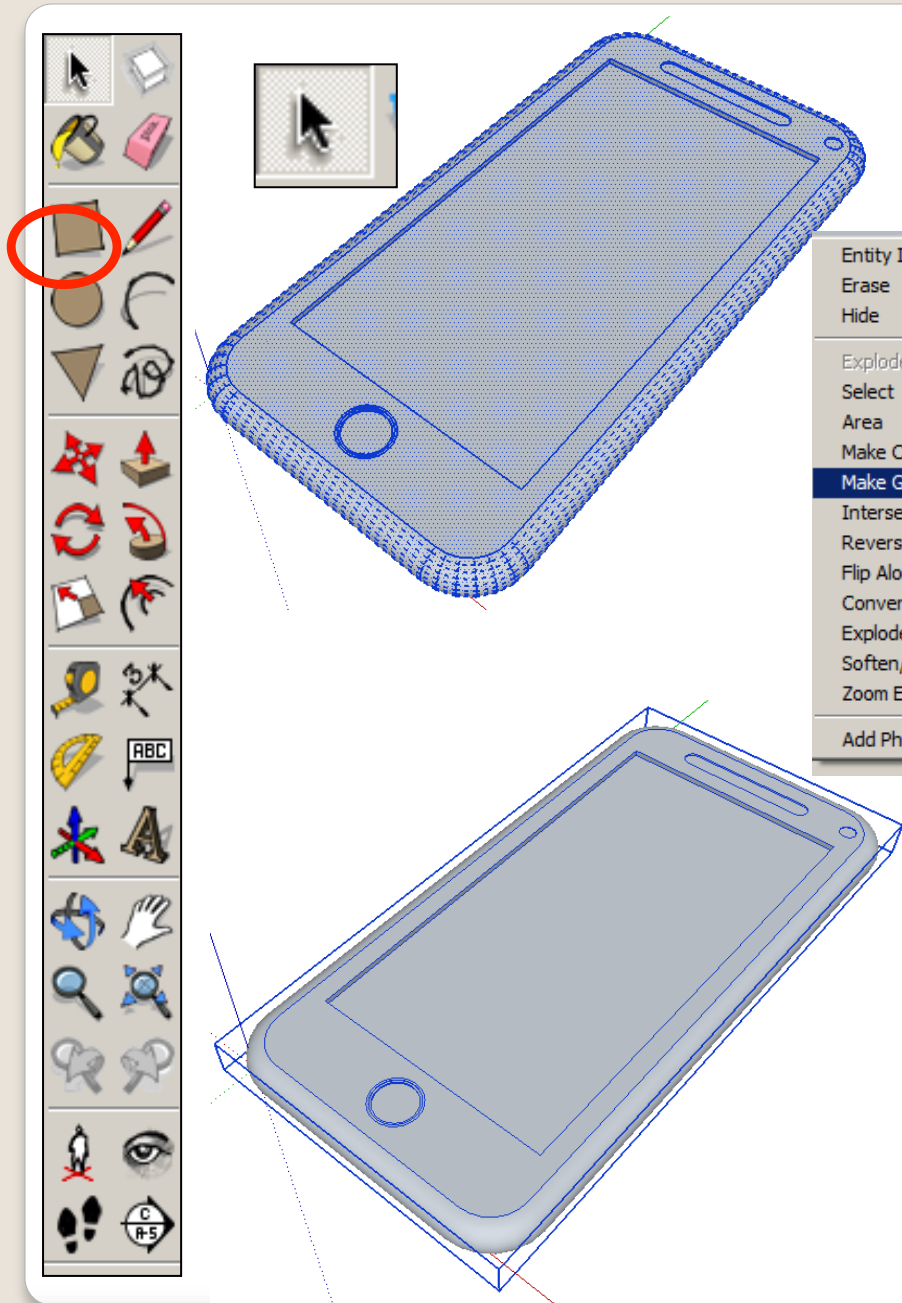 Entity I
Erase
Hide
Explode
Select
Area
Make C
Make G
Interse
Revers
Flip Alo
Conver
Explode
Soften/
Zoom E
Add Ph
ABC
A
C
A-5